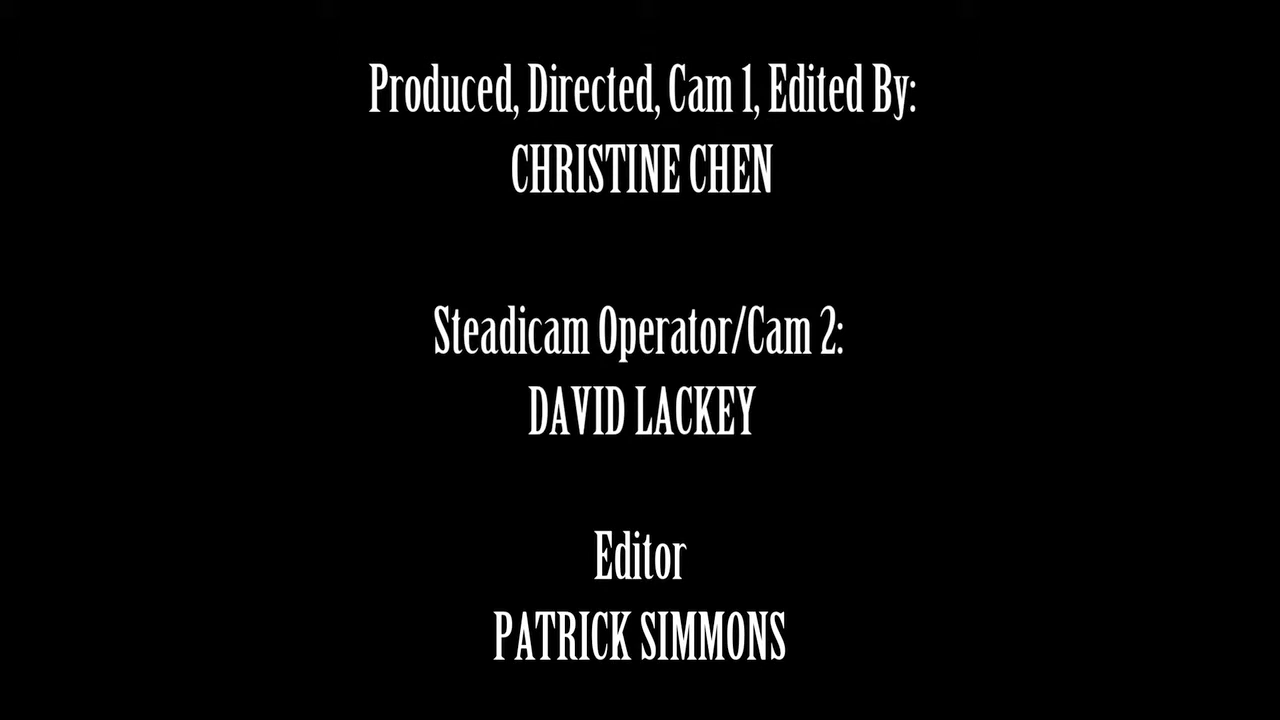 Produced, Directed, Cam 1, Edited By:
CHRISTINE CHEN
Steadicam Operator/Cam 2:
DAVID LACKEY
Editor
PATRICK SIMMONS